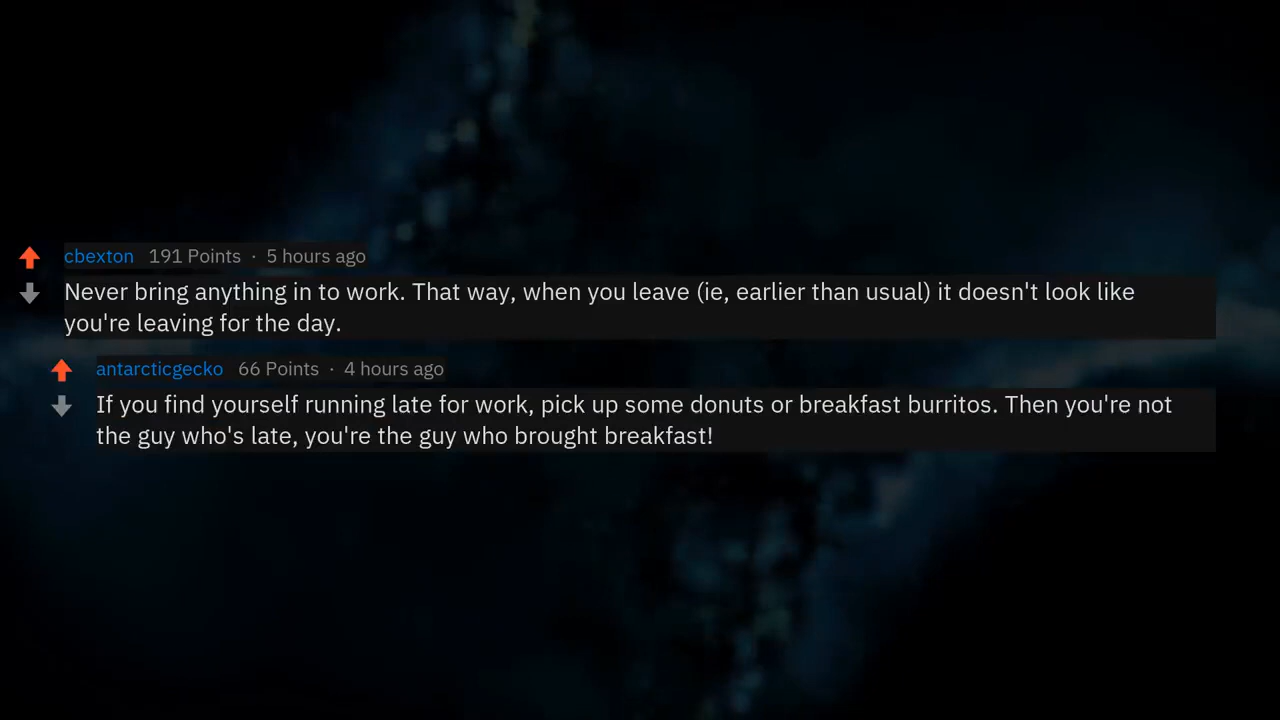 cbexton 191 Points · 5 hours ago
Never bring anything in to work. That way, when you leave (ie, earlier than usual) it doesn't look like
you're leaving for the day.
antarcticgecko 66 Points · 4 hours ago
If you find yourself running late for work, pick up some donuts or breakfast burritos. Then you're not
the guy who's late, you're the guy who brought breakfast!